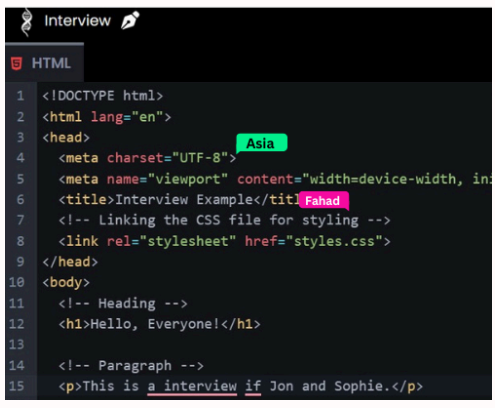 Interview
HTML
1 <!DOCTYPE html>
2 <html lang="en">
3 <head>
4 <meta charset="UTF-8">
Asia
5 <meta name="viewport" content="width=device-width, ini
6 <title>Interview Example</titl
Fahad
7 <!-- Linking the CSS file for styling -->
8 <link rel="stylesheet" href="styles.css">
9 </head>
10 <body>
11 <!-- Heading -->
12 <h1>Hello, Everyone!</h1>
13
14 <!-- Paragraph -->
15 <p>This is a interview if Jon and Sophie.</p>